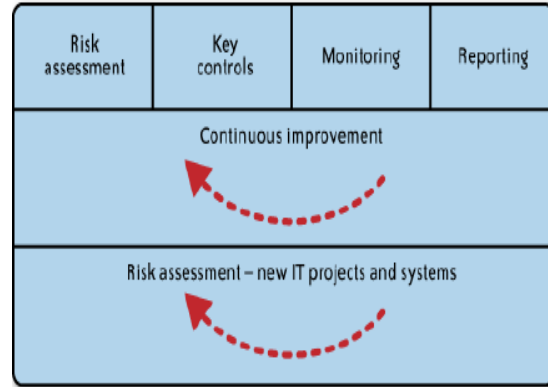 Risk
assessment
Key
controls
Monitoring
Reporting
Continuous improvement
Risk assessment – new IT projects and systems